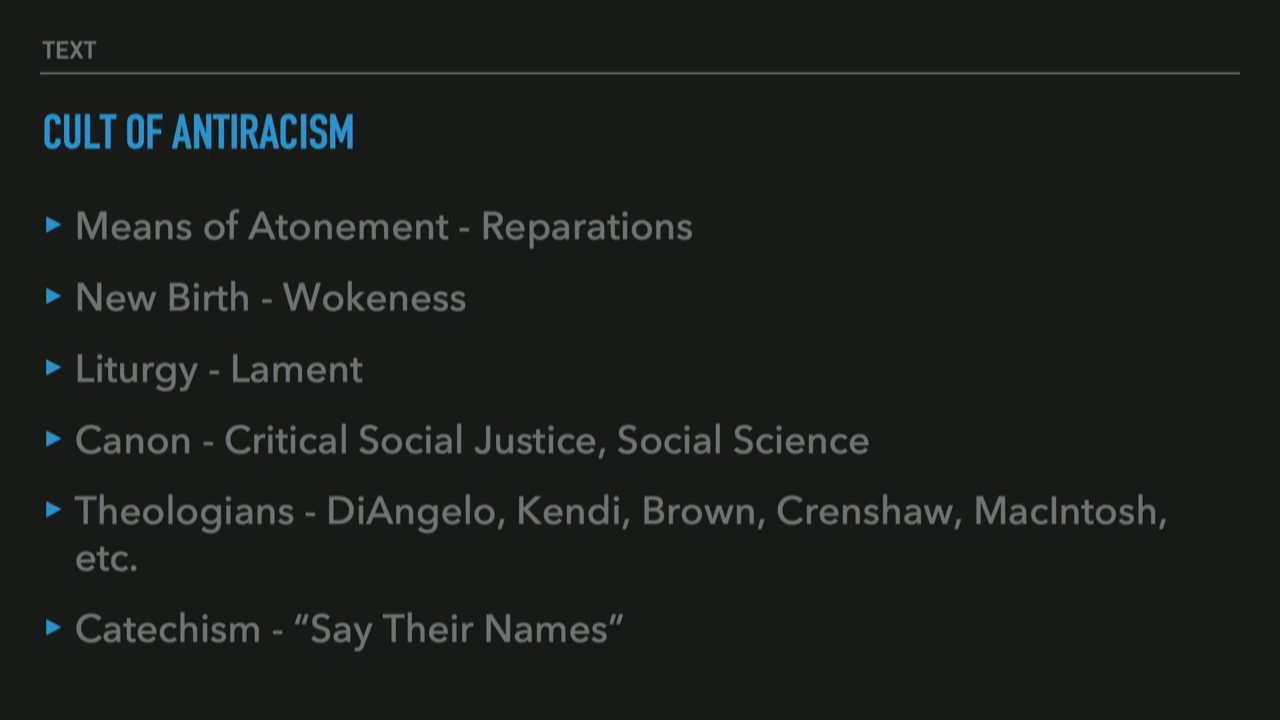 TEXT
CULT OF ANTIRACISM
▸ Means of Atonement - Reparations
▸ New Birth - Wokeness
▸ Liturgy - Lament
▸ Canon - Critical Social Justice, Social Science
▸ Theologians - DiAngelo, Kendi, Brown, Crenshaw, MacIntosh,
etc.
▸ Catechism - “Say Their Names”